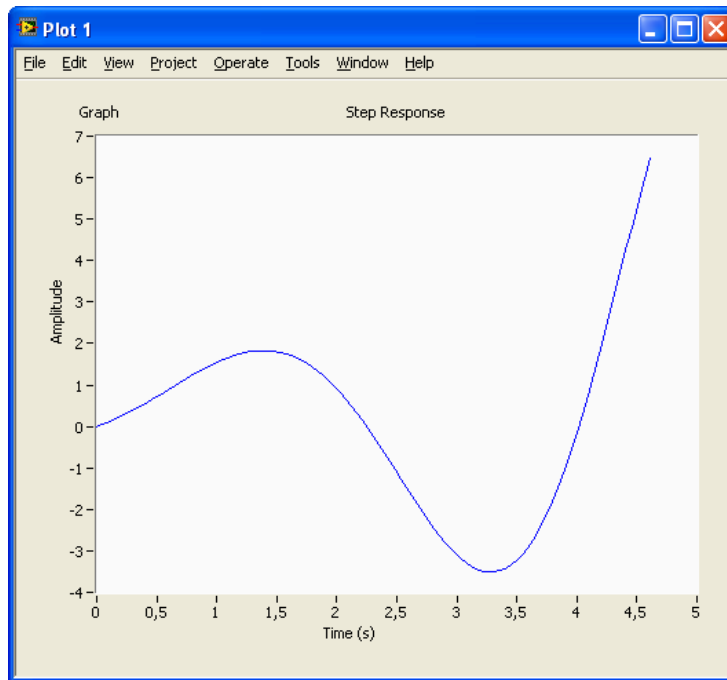 Plot 1
File Edit View Project Operate Tools Window Help
Graph Step Response
7
6
5
4
3
2
1
0
-1
-2
-3
-4
Amplitude
0 0,5 1 1,5 2 2,5 3 3,5 4 4,5 5
Time (s)